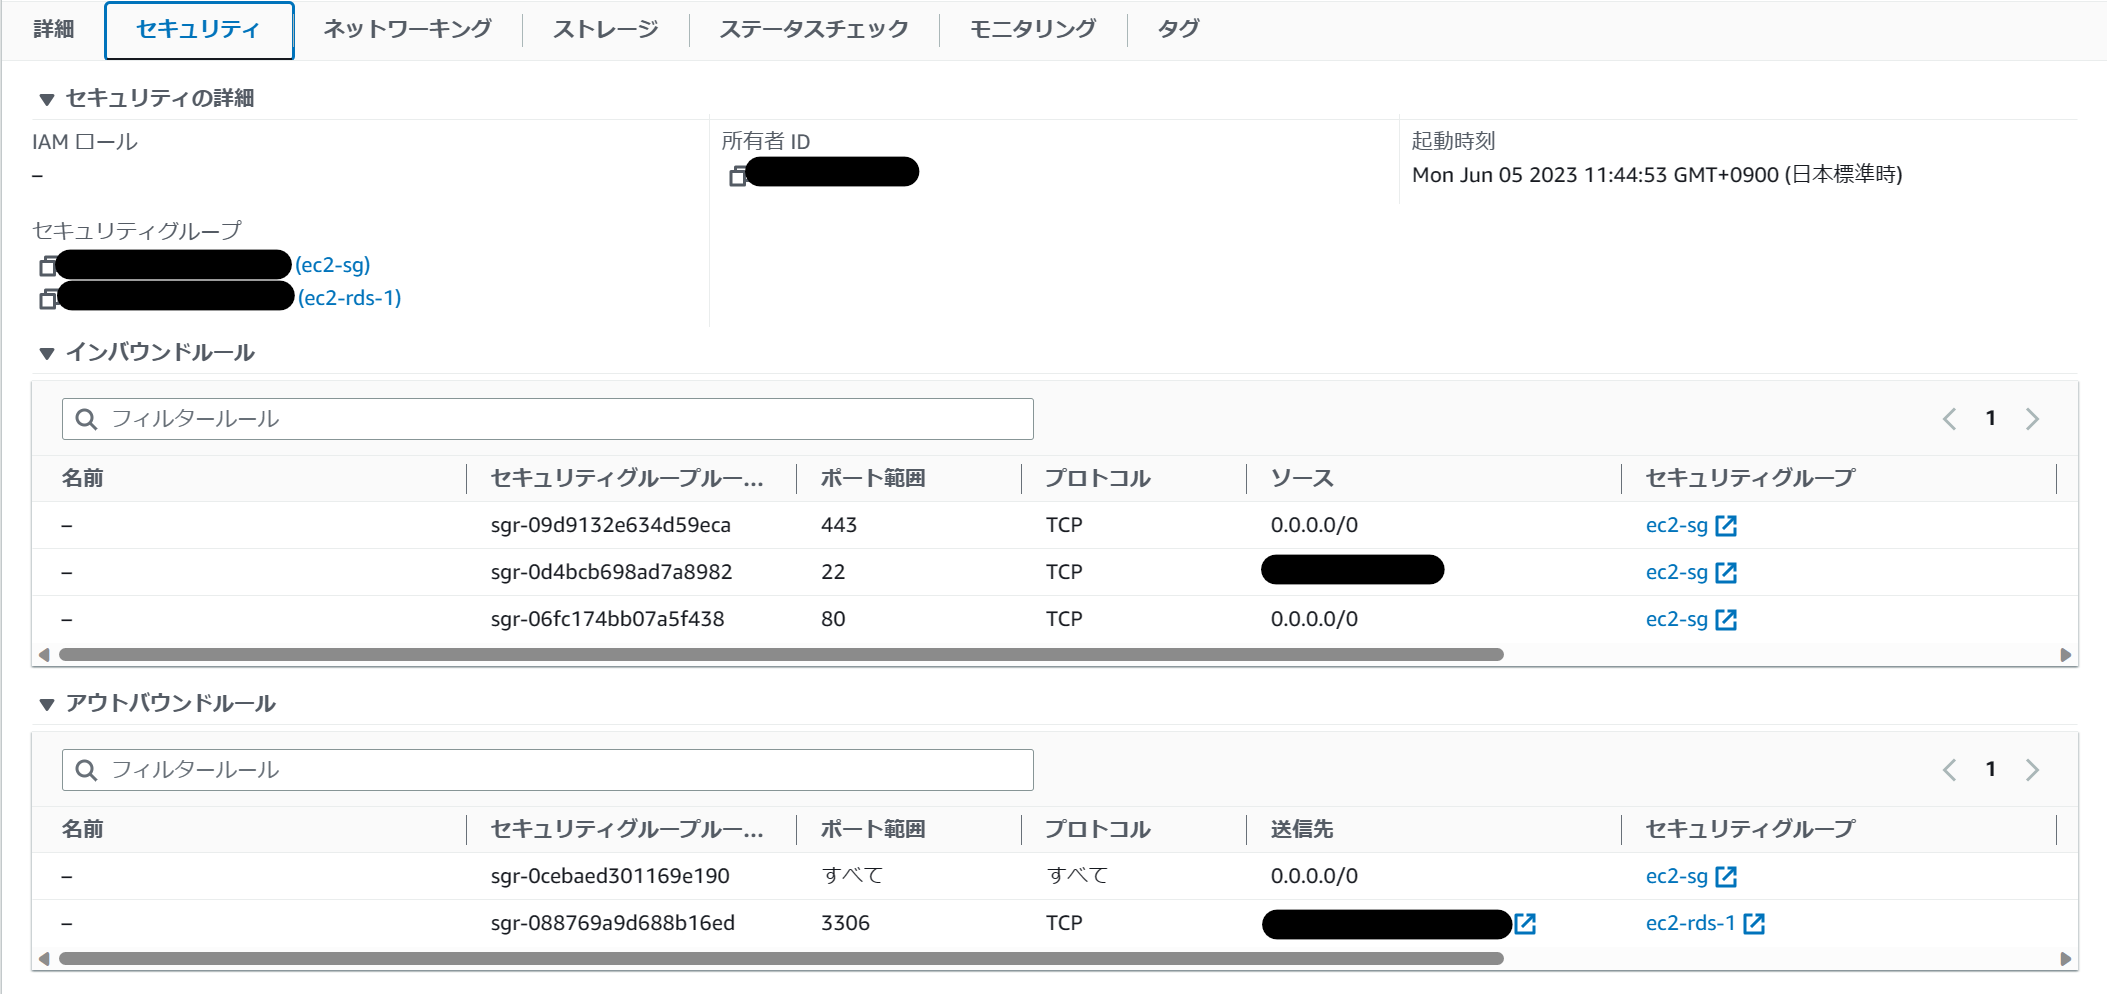 詳細 セキュリティ ネットワーキング ストレージ ステータスチェック モニタリング タグ
セキュリティの詳細
IAM ロール
–
所有者 ID
起動時刻
Mon Jun 05 2023 11:44:53 GMT+0900 (日本標準時)
セキュリティグループ
(ec2-sg)
(ec2-rds-1)
インバウンドルール
フィルタールール 1
名前 セキュリティグループルー... ポート範囲 プロトコル ソース セキュリティグループ
– sgr-09d9132e634d59eca 443 TCP 0.0.0.0/0 ec2-sg
– sgr-0d4bcb698ad7a8982 22 TCP ec2-sg
– sgr-06fc174bb07a5f438 80 TCP 0.0.0.0/0 ec2-sg
アウトバウンドルール
フィルタールール 1
名前 セキュリティグループルー... ポート範囲 プロトコル 送信先 セキュリティグループ
– sgr-0cebaed301169e190 すべて すべて 0.0.0.0/0 ec2-sg
– sgr-088769a9d688b16ed 3306 TCP ec2-rds-1